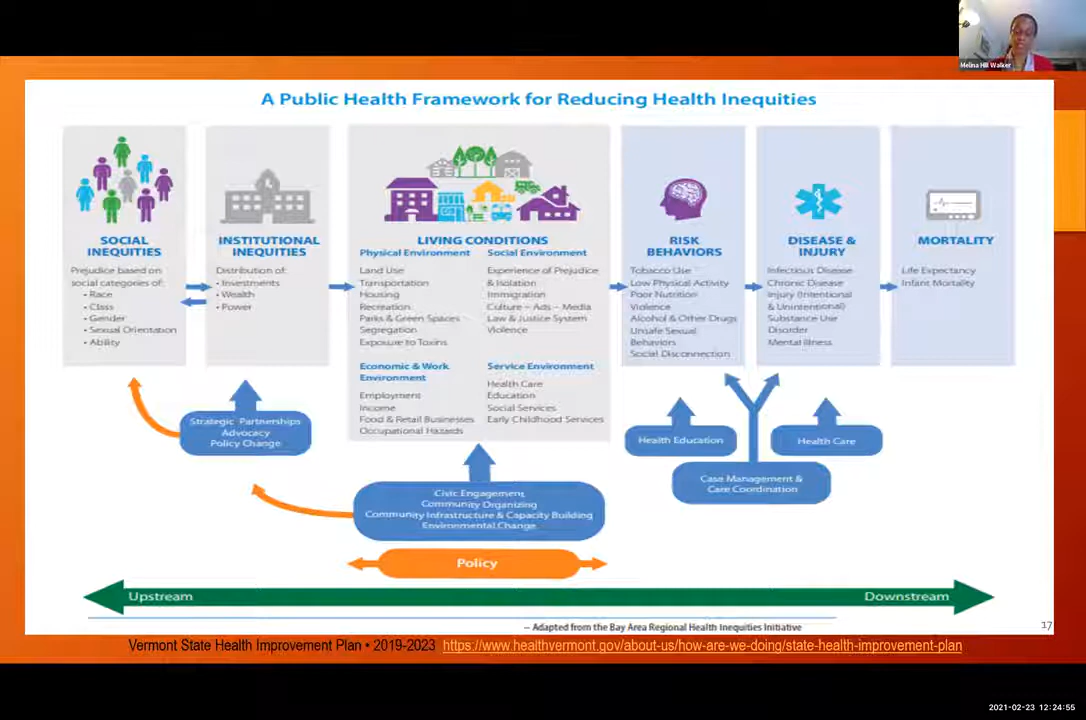 Melina Hill Walker
A Public Health Framework for Reducing Health Inequities
SOCIAL
INEQUITIES
Prejudice based on
social categories of:
• Race
• Class
• Gender
• Sexual Orientation
• Ability
INSTITUTIONAL
INEQUITIES
Distribution of:
• Investments
• Wealth
• Power
LIVING CONDITIONS
Physical Environment
Land Use
Transportation
Housing
Recreation
Parks & Green Spaces
Segregation
Exposure to Toxins
Social Environment
Experience of Prejudice
& Isolation
Immigration
Culture – Ads – Media
Law & Justice System
Violence
Economic & Work
Environment
Employment
Income
Food & Retail Businesses
Occupational Hazards
Service Environment
Health Care
Education
Social Services
Early Childhood Services
RISK
BEHAVIORS
Tobacco Use
Low Physical Activity
Poor Nutrition
Violence
Alcohol & Other Drugs
Unsafe Sexual
Behaviors
Social Disconnection
DISEASE &
INJURY
Infectious Disease
Chronic Disease
Injury (Intentional
& Unintentional)
Substance Use
Disorder
Mental Illness
MORTALITY
Life Expectancy
Infant Mortality
Strategic Partnerships
Advocacy
Policy Change
Health Education
Health Care
Case Management &
Care Coordination
Civic Engagement
Community Organizing
Community Infrastructure & Capacity Building
Environmental Change
Policy
Upstream
Downstream
– Adapted from the Bay Area Regional Health Inequities Initiative
17
Vermont State Health Improvement Plan • 2019-2023 https://www.healthvermont.gov/about-us/how-are-we-doing/state-health-improvement-plan
2021-02-23 12:24:55